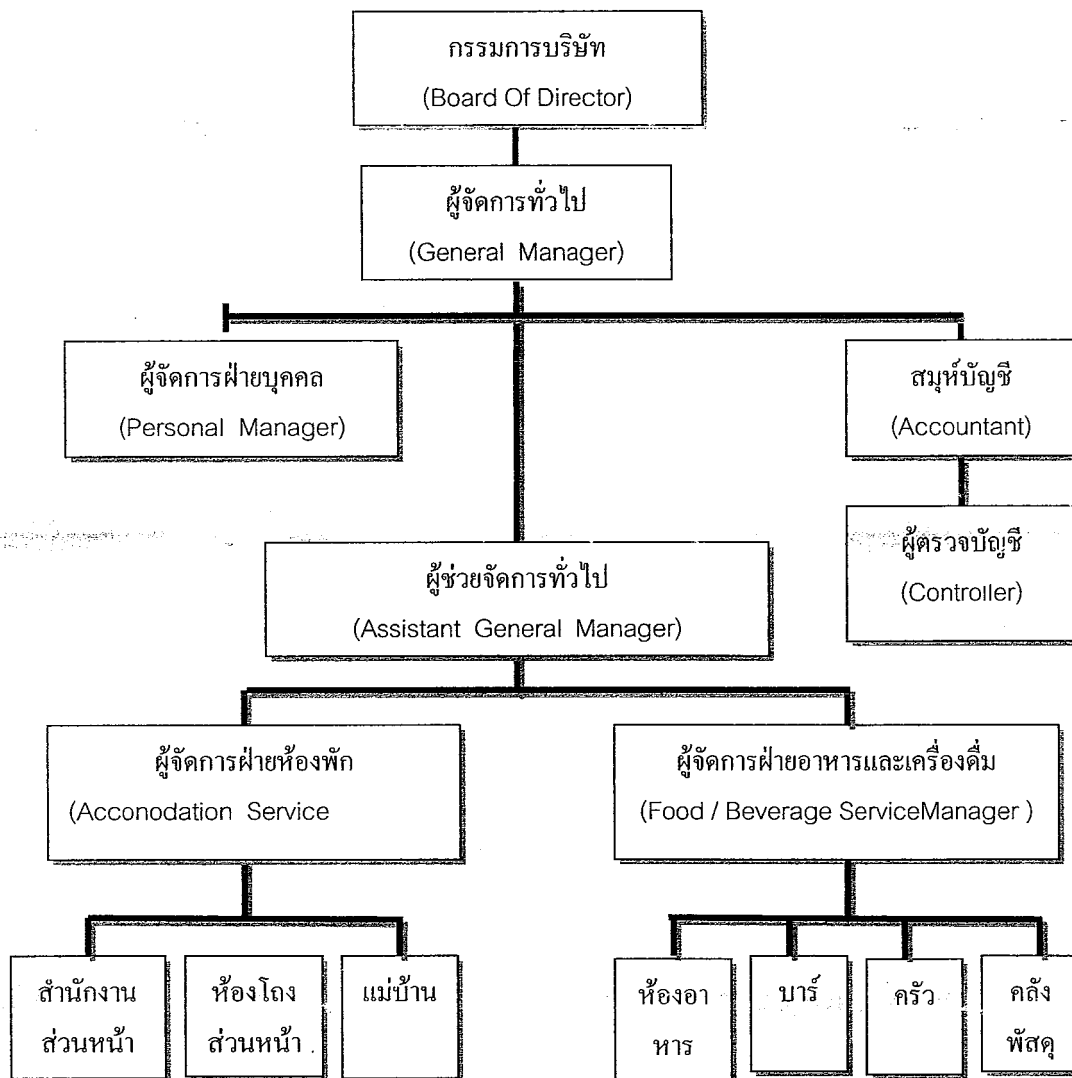 กรรมการบริษัท
(Board Of Director)
ผู้จัดการทั่วไป
(General Manager)
ผู้จัดการฝ่ายบุคคล
(Personal Manager)
สมุห์บัญชี
(Accountant)
ผู้ตรวจบัญชี
(Controller)
ผู้ช่วยจัดการทั่วไป
(Assistant General Manager)
ผู้จัดการฝ่ายห้องพัก
(Acconodation Service
ผู้จัดการฝ่ายอาหารและเครื่องดื่ม
(Food / Beverage ServiceManager )
สำนักงาน
ส่วนหน้า
ห้องโถง
ส่วนหน้า
แม่บ้าน
ห้องอา
หาร
บาร์
ครัว
คลัง
พัสดุ